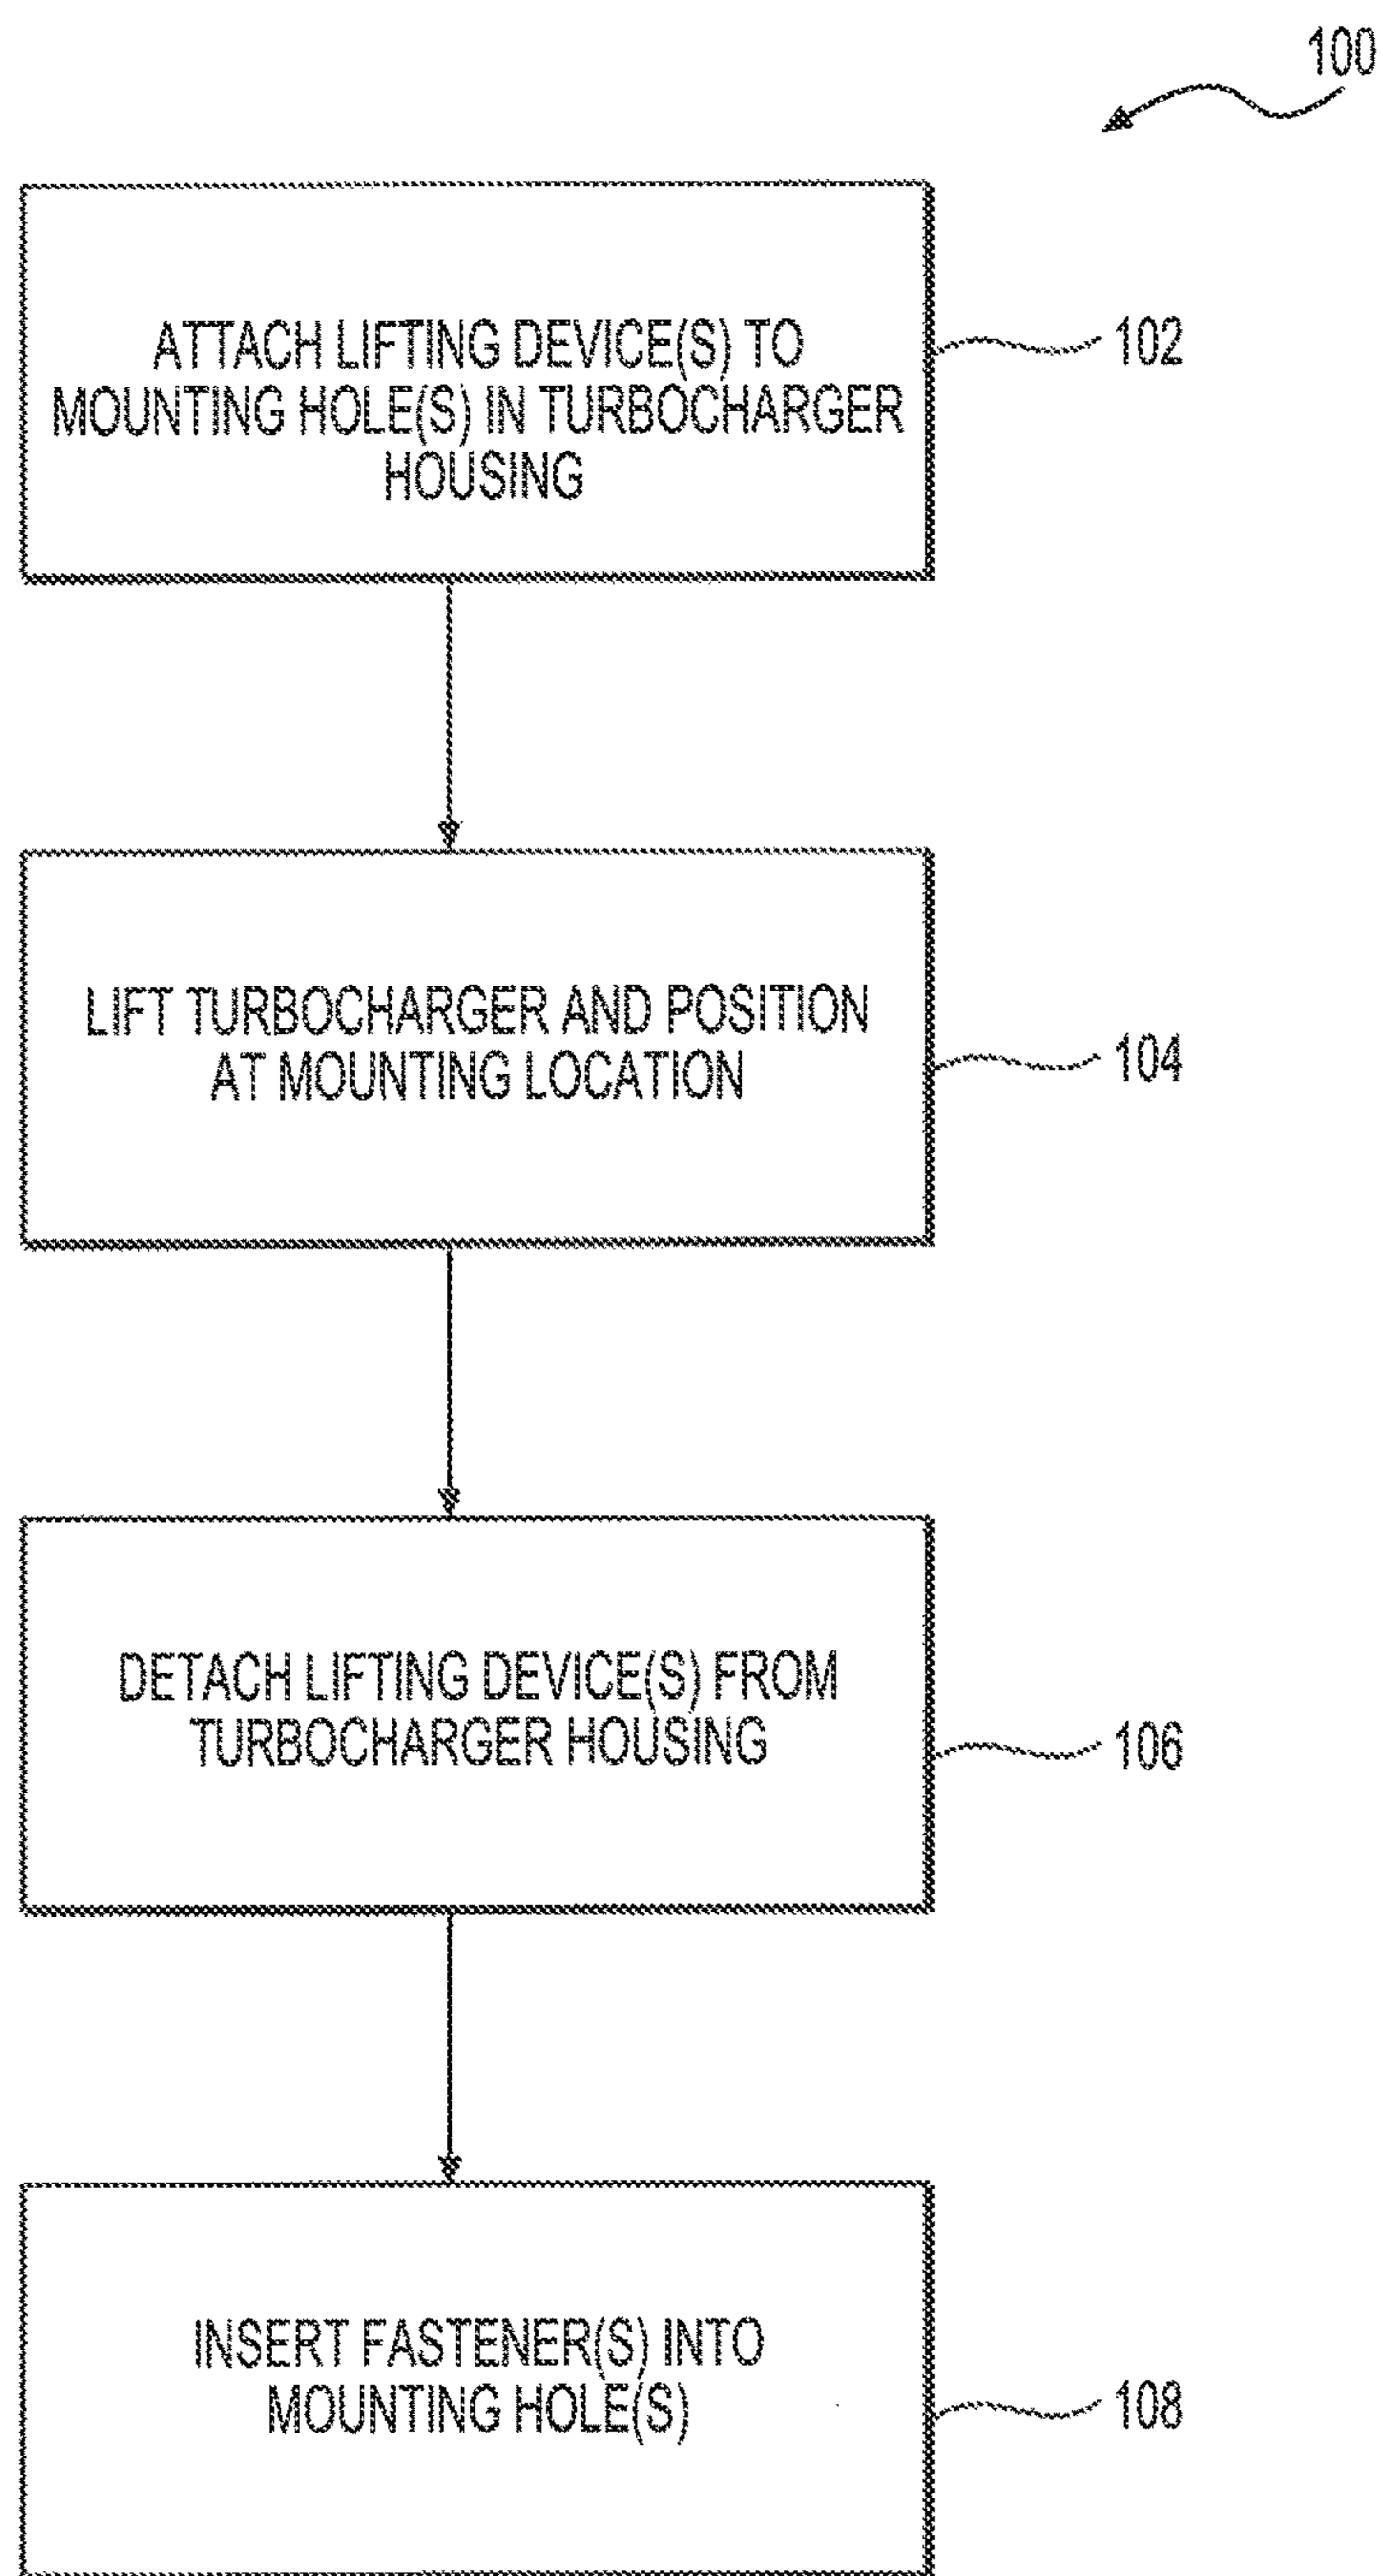 100
ATTACH LIFTING DEVICE(S) TO
MOUNTING HOLE(S) IN TURBOCHARGER
HOUSING
102
LIFT TURBOCHARGER AND POSITION
AT MOUNTING LOCATION
104
DETACH LIFTING DEVICE(S) FROM
TURBOCHARGER HOUSING
106
INSERT FASTENER(S) INTO
MOUNTING HOLE(S)
108